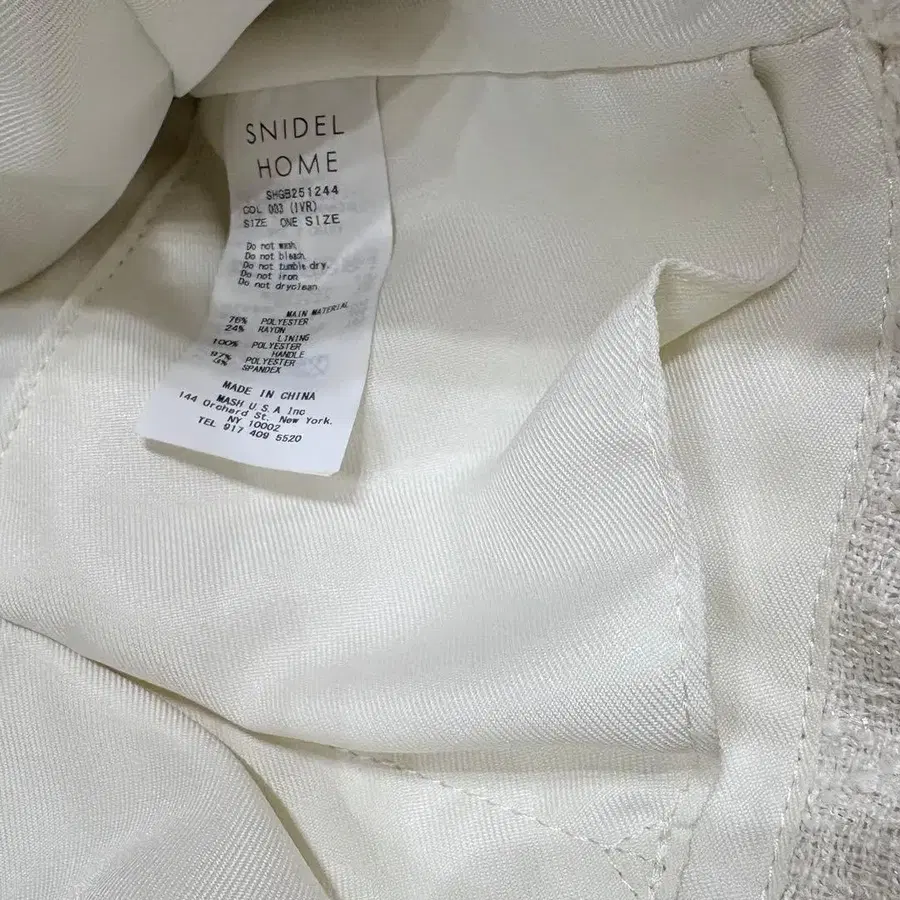 SNIDEL
HOME
SHGB251244
COL 003 (IVR)
SIZE ONE SIZE
Do not wash.
Do not bleach.
Do not tumble dry.
Do not iron.
Do not dryclean.
MAIN MATERIAL
76% POLYESTER
24% RAYON
LINING
100% POLYESTER
HANDLE
97% POLYESTER
SPANDEX
MADE IN CHINA
MASH U.S.A Inc
144 Orchard St. New York.
NY 10002
TEL 917 409 5520